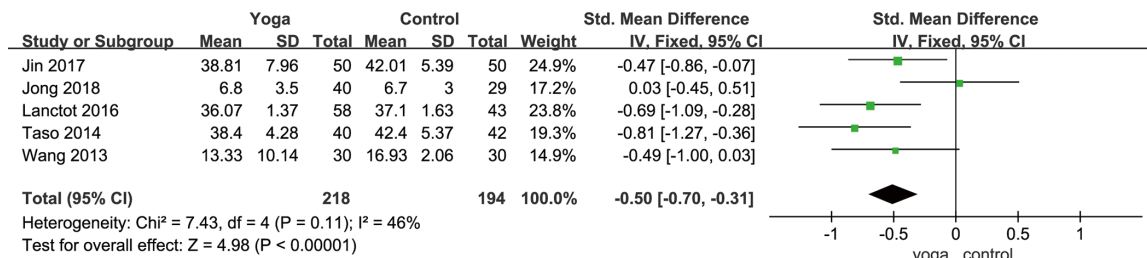 Yoga Control Std. Mean Difference Std. Mean Difference
Study or Subgroup Mean SD Total Mean SD Total Weight IV, Fixed, 95% CI IV, Fixed, 95% CI
Jin 2017 38.81 7.96 50 42.01 5.39 50 24.9% -0.47 [-0.86, -0.07]
Jong 2018 6.8 3.5 40 6.7 3 29 17.2% 0.03 [-0.45, 0.51]
Lanctot 2016 36.07 1.37 58 37.1 1.63 43 23.8% -0.69 [-1.09, -0.28]
Taso 2014 38.4 4.28 40 42.4 5.37 42 19.3% -0.81 [-1.27, -0.36]
Wang 2013 13.33 10.14 30 16.93 2.06 30 14.9% -0.49 [-1.00, 0.03]
Total (95% CI) 218 194 100.0% -0.50 [-0.70, -0.31]
Heterogeneity: Chi² = 7.43, df = 4 (P = 0.11); I² = 46%
Test for overall effect: Z = 4.98 (P < 0.00001)
-1 -0.5 0 0.5 1
yoga control